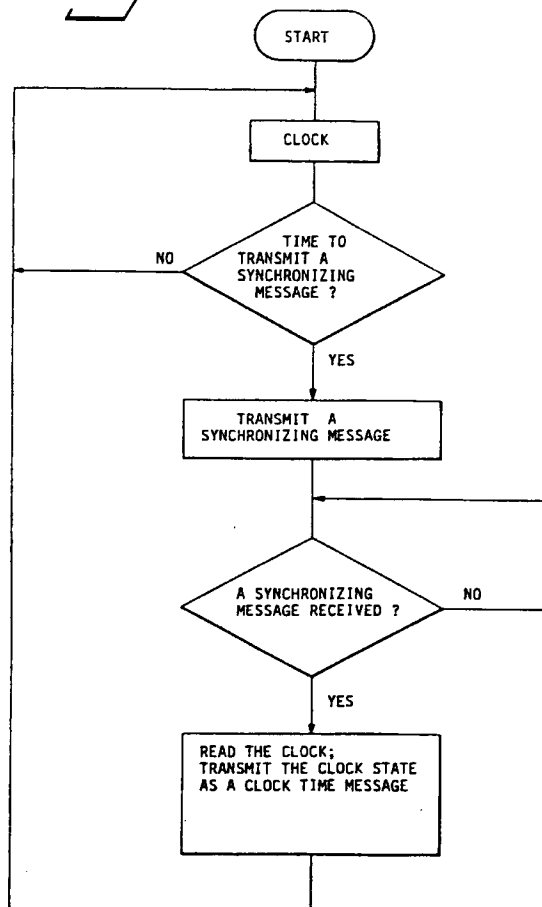 START
CLOCK
TIME TO
TRANSMIT A
SYNCHRONIZING
MESSAGE ?
NO
YES
TRANSMIT A
SYNCHRONIZING MESSAGE
A SYNCHRONIZING
MESSAGE RECEIVED ?
NO
YES
READ THE CLOCK;
TRANSMIT THE CLOCK STATE
AS A CLOCK TIME MESSAGE